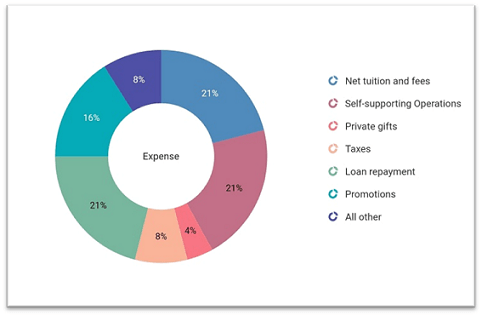 8%
21%
16%
Expense
21%
21%
8%
4%
Net tuition and fees
Self-supporting Operations
Private gifts
Taxes
Loan repayment
Promotions
All other